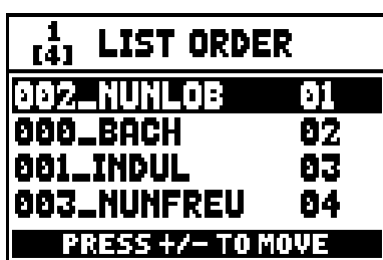 1
[4] LIST ORDER
002_NUNLOB 01
000_BACH 02
001_INDUL 03
003_NUNFREU 04
PRESS +/- TO MOVE